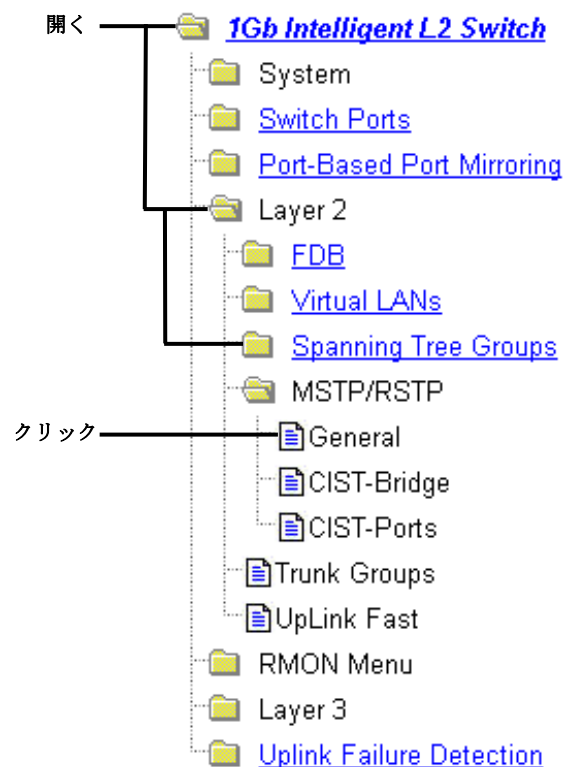 開く
1Gb Intelligent L2 Switch
System
Switch Ports
Port-Based Port Mirroring
Layer 2
FDB
Virtual LANs
Spanning Tree Groups
MSTP/RSTP
クリック
General
CIST-Bridge
CIST-Ports
Trunk Groups
UpLink Fast
RMON Menu
Layer 3
Uplink Failure Detection